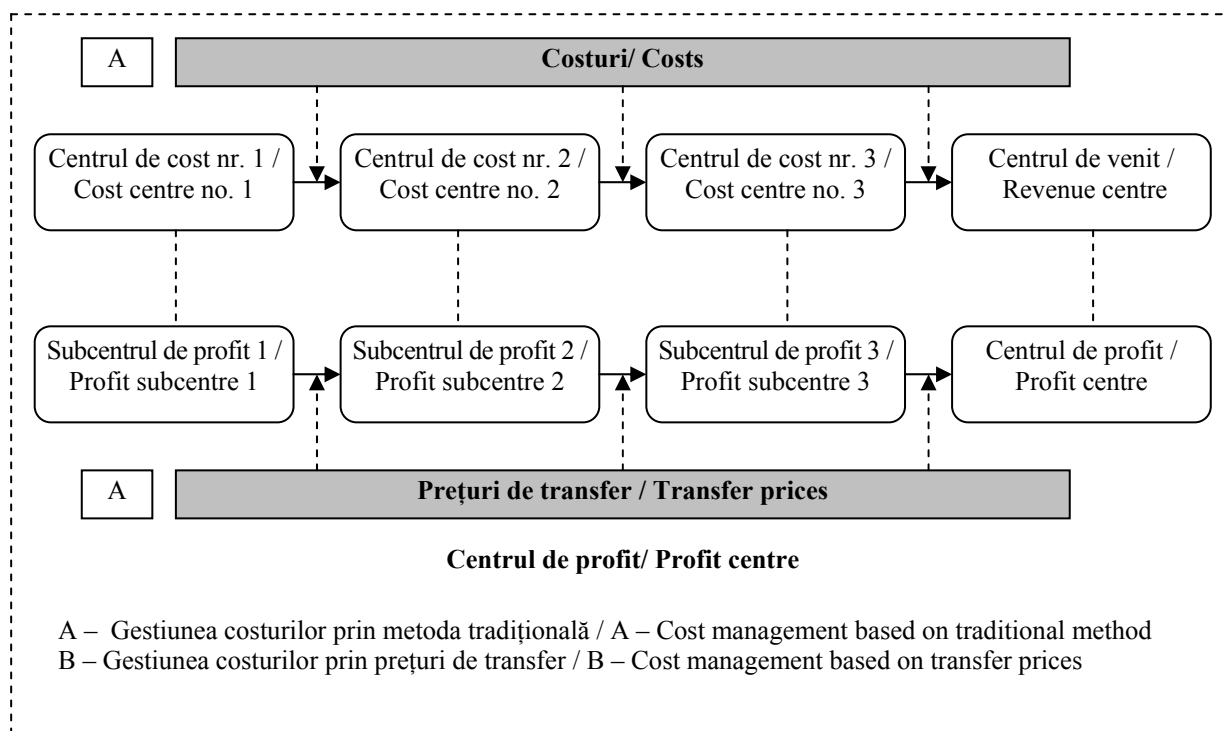 A
Costuri/ Costs
Centrul de cost nr. 1 /
Cost centre no. 1
Centrul de cost nr. 2 /
Cost centre no. 2
Centrul de cost nr. 3 /
Cost centre no. 3
Centrul de venit /
Revenue centre
Subcentrul de profit 1 /
Profit subcentre 1
Subcentrul de profit 2 /
Profit subcentre 2
Subcentrul de profit 3 /
Profit subcentre 3
Centrul de profit /
Profit centre
A
Prețuri de transfer / Transfer prices
Centrul de profit/ Profit centre
A – Gestiunea costurilor prin metoda tradițională / A – Cost management based on traditional method
B – Gestiunea costurilor prin prețuri de transfer / B – Cost management based on transfer prices